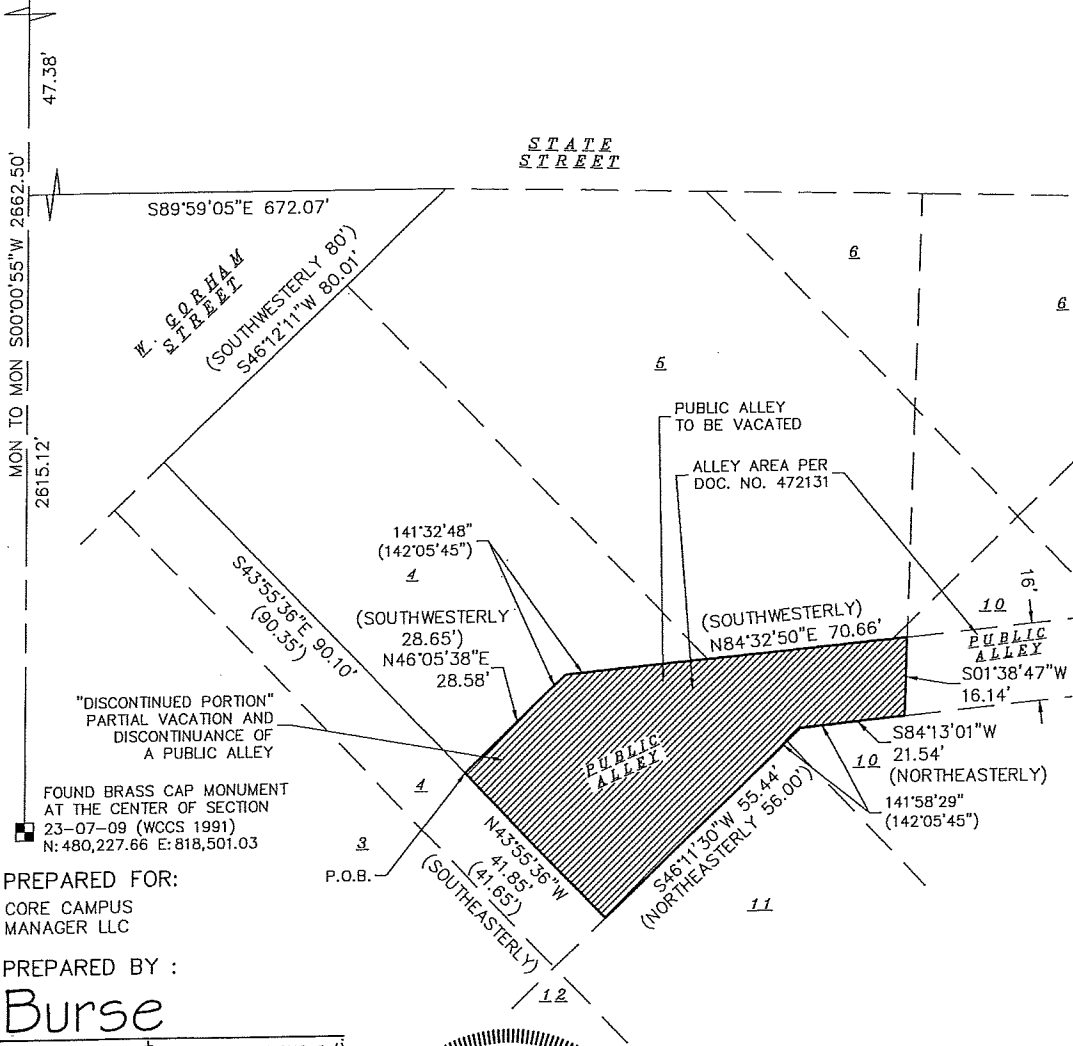 47.38'
MON TO MON S00°00'55"W 2662.50'
2615.12'
STATE
STREET
S89°59'05"E 672.07'
W. GORHAM
STREET
(SOUTHWESTERLY 80')
S46°12'11"W 80.01'
6
6
5
PUBLIC ALLEY
TO BE VACATED
ALLEY AREA PER
DOC. NO. 472131
141°32'48"
(142°05'45")
4
S43°55'36"E 90.10'
(90.35')
(SOUTHWESTERLY
28.65')
N46°05'38"E
28.58'
(SOUTHWESTERLY)
N84°32'50"E 70.66'
16'
10
PUBLIC
ALLEY
S01°38'47"W
16.14'
"DISCONTINUED PORTION"
PARTIAL VACATION AND
DISCONTINUANCE OF
A PUBLIC ALLEY
PUBLIC
ALLEY
S84°13'01"W
21.54'
(NORTHEASTERLY)
10
141°58'29"
(142°05'45")
4
FOUND BRASS CAP MONUMENT
AT THE CENTER OF SECTION
23-07-09 (WCCS 1991)
N: 480,227.66 E: 818,501.03
3
P.O.B.
N43°55'36"W
41.85'
(41.65')
(SOUTHEASTERLY)
S46°11'30"W 55.44'
(NORTHEASTERLY 56.00')
11
12
PREPARED FOR:
CORE CAMPUS
MANAGER LLC
PREPARED BY :
Burse